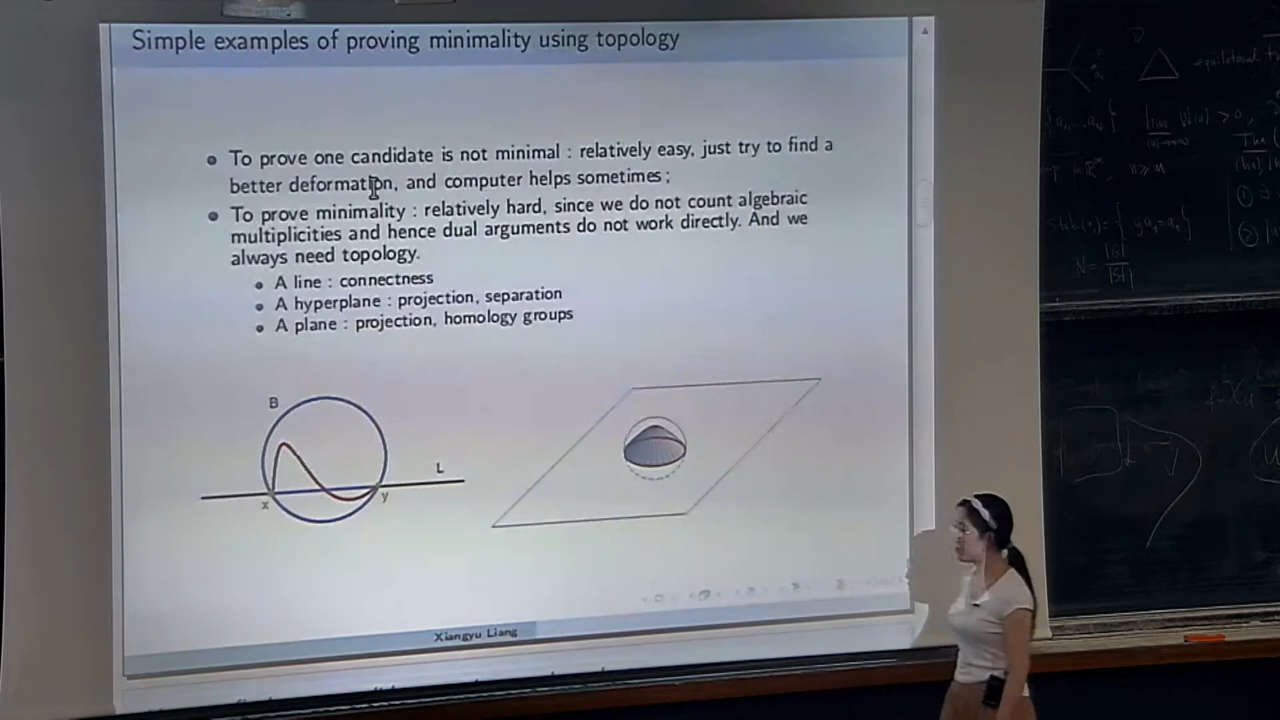 Simple examples of proving minimality using topology
To prove one candidate is not minimal : relatively easy, just try to find a
better deformation, and computer helps sometimes ;
To prove minimality : relatively hard, since we do not count algebraic
multiplicities and hence dual arguments do not work directly. And we
always need topology.
A line : connectness
A hyperplane : projection, separation
A plane : projection, homology groups
B
L
x
y
Xiangyu Liang
equilateral